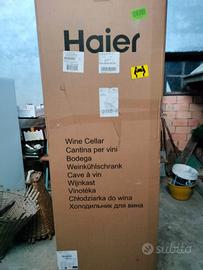 Haier
Wine Cellar
Cantina per vini
Bodega
Weinkühlschrank
Cave à vin
Wijnkast
Vinotéka
Chłodziarka do wina
Холодильник для вина
subito